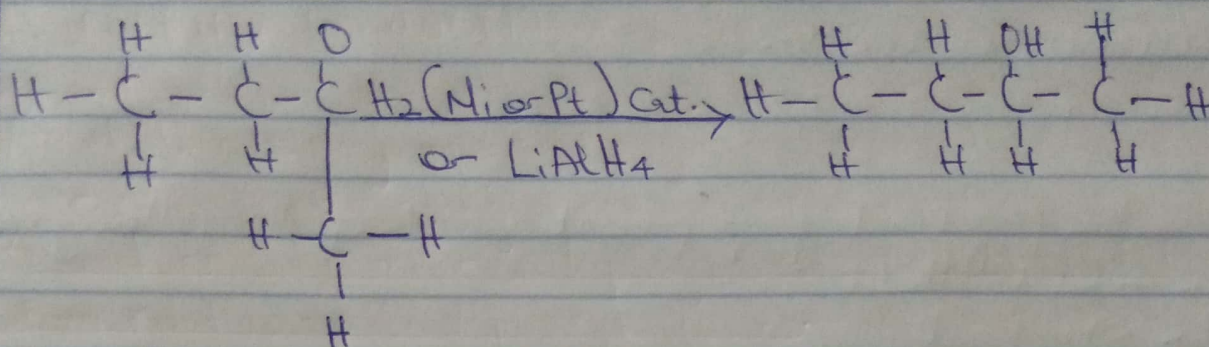 H H O H H OH H
H - C - C - C H2 (Ni or Pt) Cat. H - C - C - C - C - H
H H or LiAlH4 H H H H
H - C - H
H